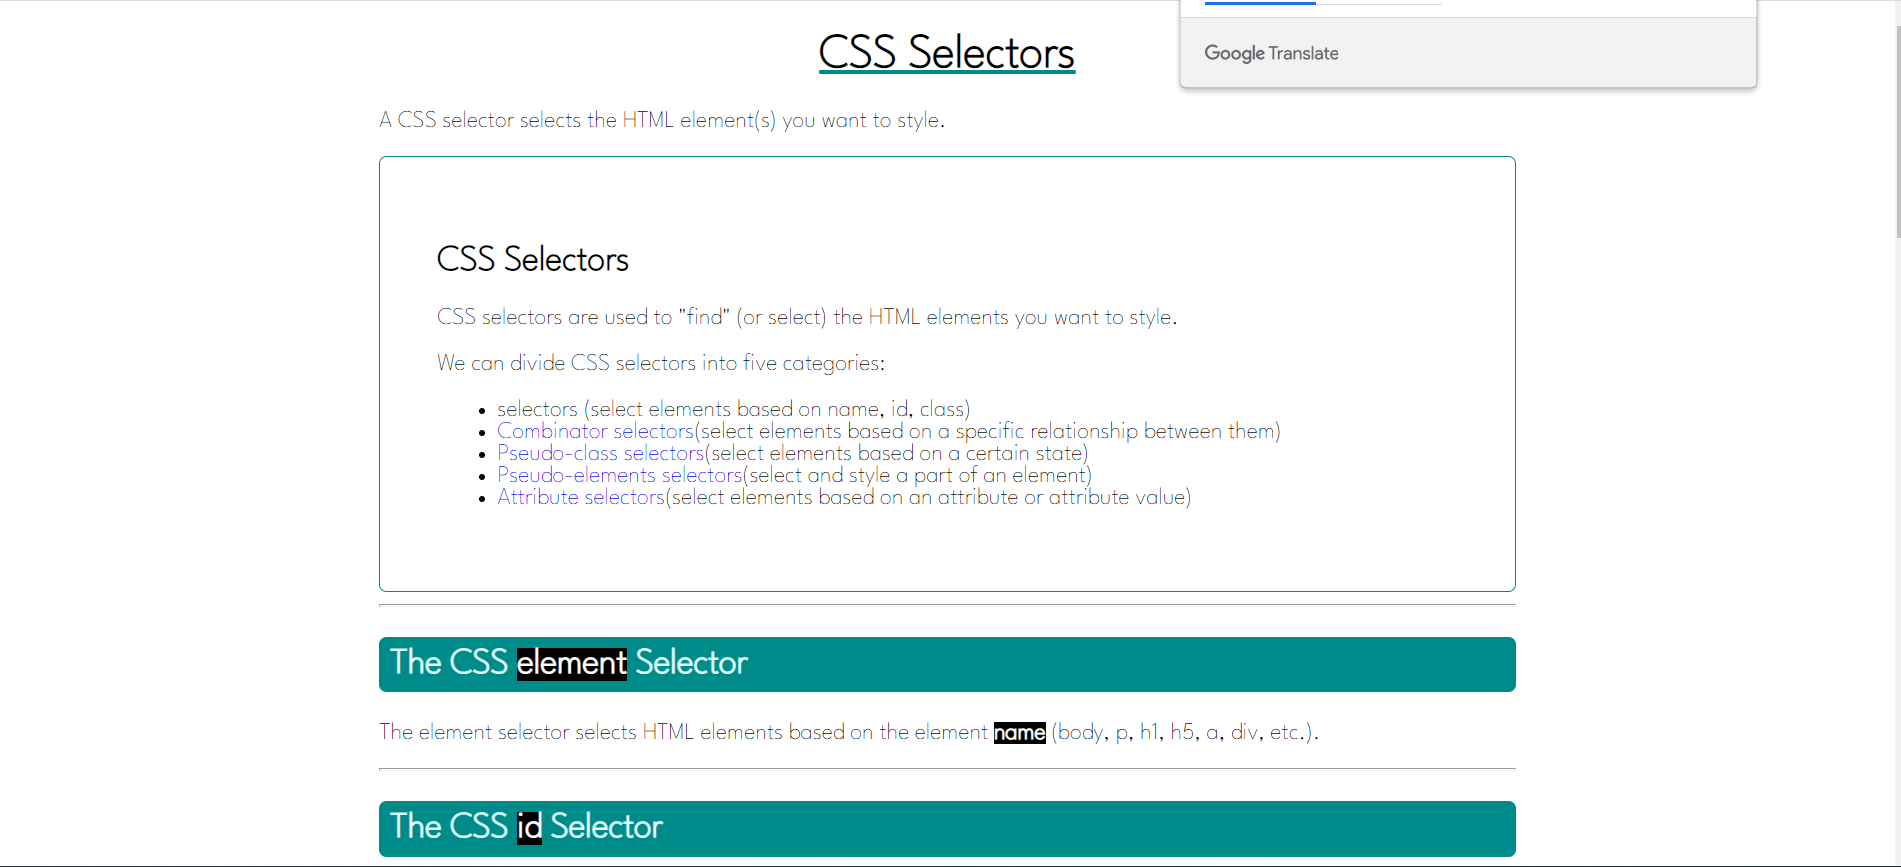 CSS Selectors
Google Translate
A CSS selector selects the HTML element(s) you want to style.
CSS Selectors
CSS selectors are used to "find" (or select) the HTML elements you want to style.
We can divide CSS selectors into five categories:
selectors (select elements based on name, id, class)
Combinator selectors(select elements based on a specific relationship between them)
Pseudo-class selectors(select elements based on a certain state)
Pseudo-elements selectors(select and style a part of an element)
Attribute selectors(select elements based on an attribute or attribute value)
The CSS element Selector
The element selector selects HTML elements based on the element name (body, p, h1, h5, a, div, etc.).
The CSS id Selector